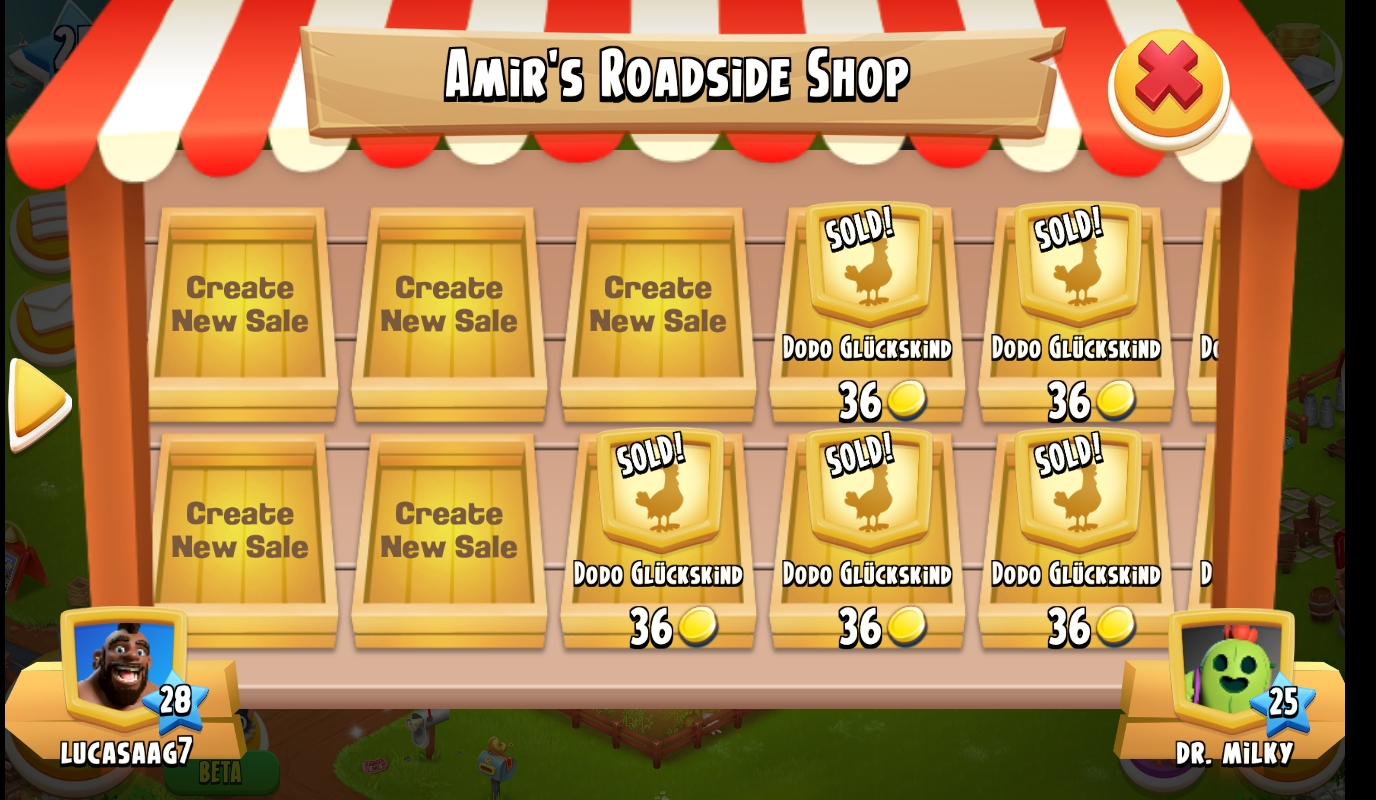 Amir's Roadside Shop
Create
New Sale
Create
New Sale
Create
New Sale
SOLD!
Dodo Glückskind
36
SOLD!
Dodo Glückskind
36
Create
New Sale
Create
New Sale
SOLD!
Dodo Glückskind
36
SOLD!
Dodo Glückskind
36
SOLD!
Dodo Glückskind
36
28
LUCASAAG7
BETA
25
DR. MILKY